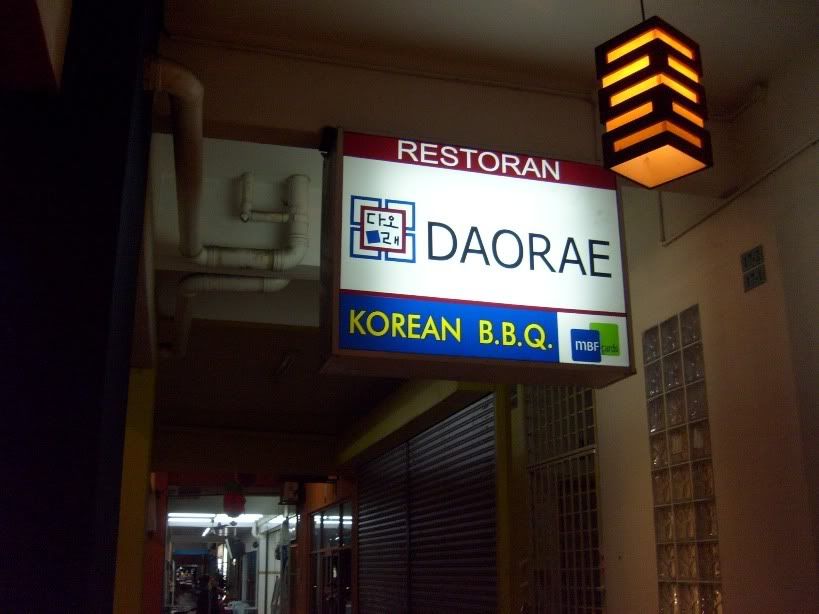 RESTORAN
다오
래
DAORAE
KOREAN B.B.Q.
MBF cards